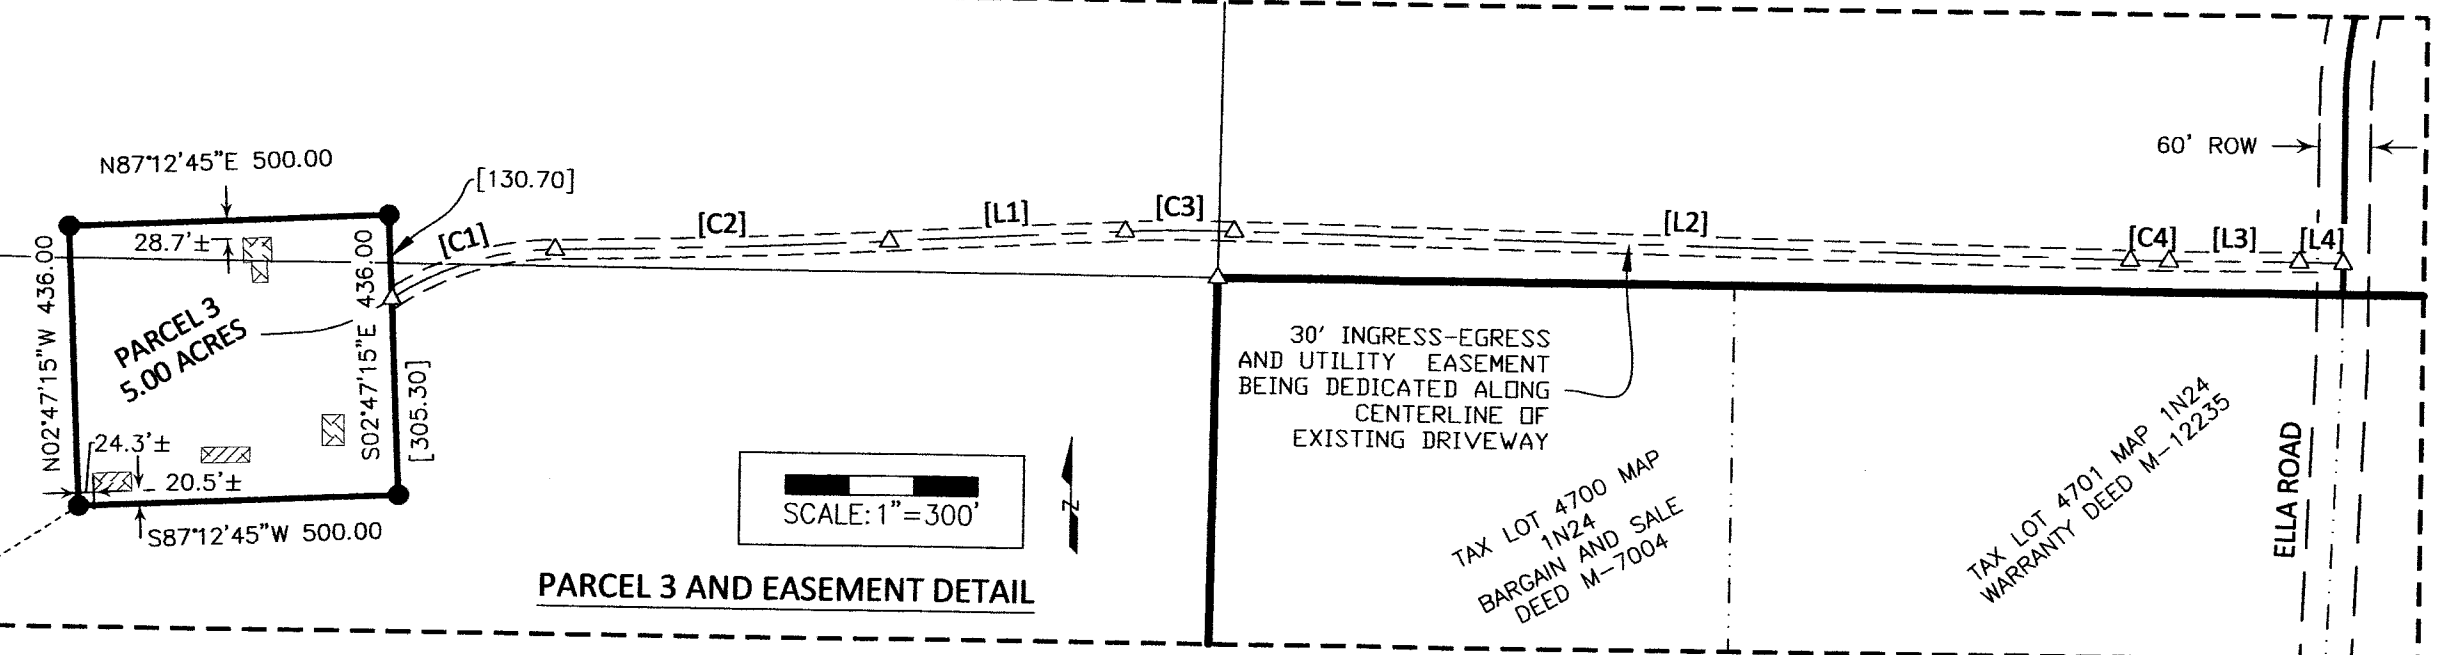 N87°12'45"E 500.00
[130.70]
28.7'±
N02°47'15"W 436.00
S02°47'15"E 436.00
[305.30]
PARCEL 3
5.00 ACRES
24.3'±
20.5'±
S87°12'45"W 500.00
[C1]
[C2]
[L1]
[C3]
[L2]
[C4]
[L3]
[L4]
60' ROW
30' INGRESS-EGRESS
AND UTILITY EASEMENT
BEING DEDICATED ALONG
CENTERLINE OF
EXISTING DRIVEWAY
SCALE: 1"=300'
N
PARCEL 3 AND EASEMENT DETAIL
TAX LOT 4700 MAP
1N24
BARGAIN AND SALE
DEED M-7004
TAX LOT 4701 MAP 1N24
WARRANTY DEED M-12235
ELLA ROAD